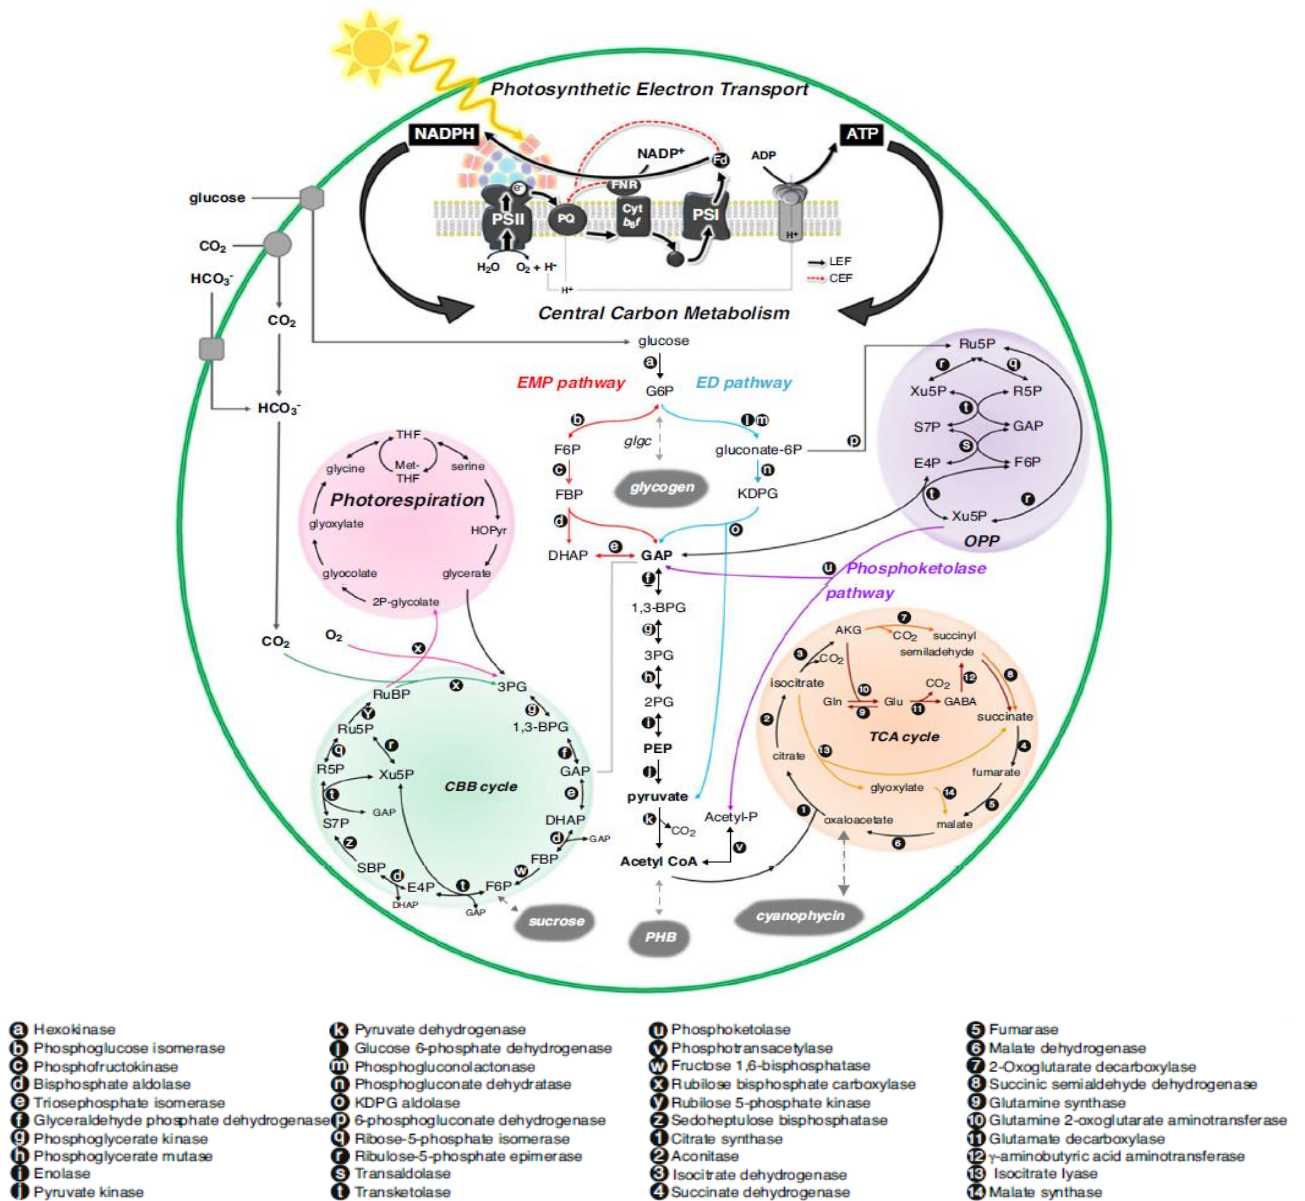 Photosynthetic Electron Transport
NADPH
ATP
NADP+
Fd
ADP
FNR
e-
PSII
PQ
Cyt
b6f
PSI
H+
H2O
O2 + H-
H+
LEF
CEF
glucose
CO2
HCO3-
CO2
HCO3-
CO2
O2
Central Carbon Metabolism
glucose
a
G6P
EMP pathway
ED pathway
b
l m
glgc
F6P
gluconate-6P
p
c
n
FBP
glycogen
KDPG
d
o
DHAP
e
GAP
f
1,3-BPG
g
3PG
h
2PG
i
PEP
j
pyruvate
k
CO2
Acetyl-P
v
Acetyl CoA
PHB
sucrose
cyanophycin
u
Phosphoketolase
pathway
Ru5P
r
q
Xu5P
R5P
t
S7P
GAP
s
E4P
F6P
t
r
Xu5P
OPP
THF
glycine
Met-
THF
serine
Photorespiration
glyoxylate
HOPyr
glyocolate
glycerate
2P-glycolate
x
x
RuBP
3PG
Y
g
Ru5P
1,3-BPG
q
r
f
R5P
Xu5P
CBB cycle
GAP
t
e
GAP
S7P
DHAP
z
d
GAP
SBP
FBP
d
w
E4P
t
F6P
DHAP
GAP
AKG
7
CO2
succinyl
semiladehyde
3
CO2
isocitrate
CO2
12
8
10
Gln
Glu
GABA
9
11
succinate
2
TCA cycle
13
4
citrate
fumarate
glyoxylate
14
5
1
oxaloacetate
malate
6
a Hexokinase
b Phosphoglucose isomerase
c Phosphofructokinase
d Bisphosphate aldolase
e Triosephosphate isomerase
f Glyceraldehyde phosphate dehydrogenase
g Phosphoglycerate kinase
h Phosphoglycerate mutase
i Enolase
j Pyruvate kinase
k Pyruvate dehydrogenase
l Glucose 6-phosphate dehydrogenase
m Phosphogluconolactonase
n Phosphogluconate dehydratase
o KDPG aldolase
p 6-phosphogluconate dehydrogenase
q Ribose-5-phosphate isomerase
r Ribulose-5-phosphate epimerase
s Transaldolase
t Transketolase
u Phosphoketolase
v Phosphotransacetylase
w Fructose 1,6-bisphosphatase
x Rubilose bisphosphate carboxylase
y Rubilose 5-phosphate kinase
z Sedoheptulose bisphosphatase
1 Citrate synthase
2 Aconitase
3 Isocitrate dehydrogenase
4 Succinate dehydrogenase
5 Fumarase
6 Malate dehydrogenase
7 2-Oxoglutarate decarboxylase
8 Succinic semialdehyde dehydrogenase
9 Glutamine synthase
10 Glutamine 2-oxoglutarate aminotransferase
11 Glutamate decarboxylase
12 γ-aminobutyric acid aminotransferase
13 Isocitrate lyase
14 Malate synthase